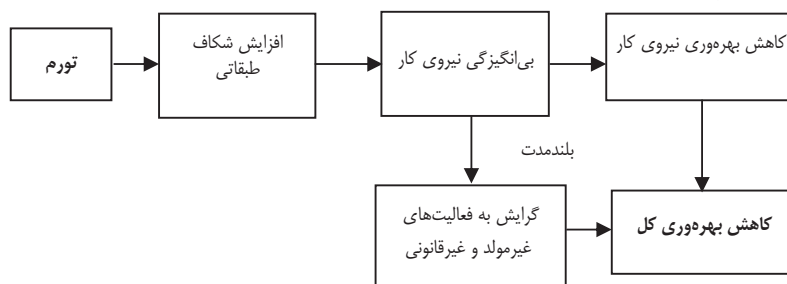 تورم
افزایش شکاف
طبقاتی
بی‌انگیزگی نیروی کار
کاهش بهره‌وری نیروی کار
بلندمدت
گرایش به فعالیت‌های
غیرمولد و غیرقانونی
کاهش بهره‌وری کل